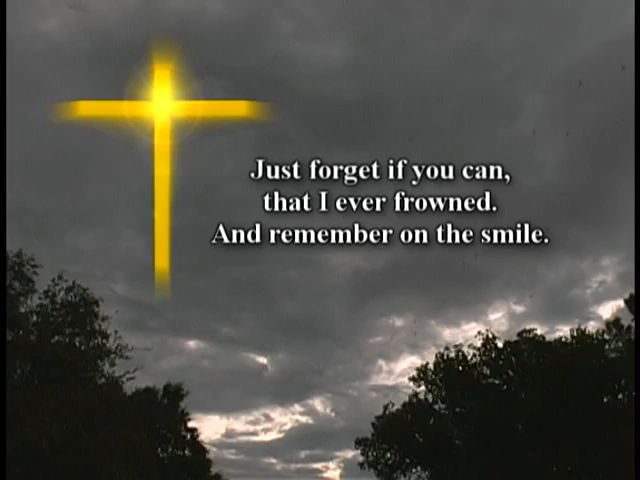 Just forget if you can,
that I ever frowned.
And remember on the smile.